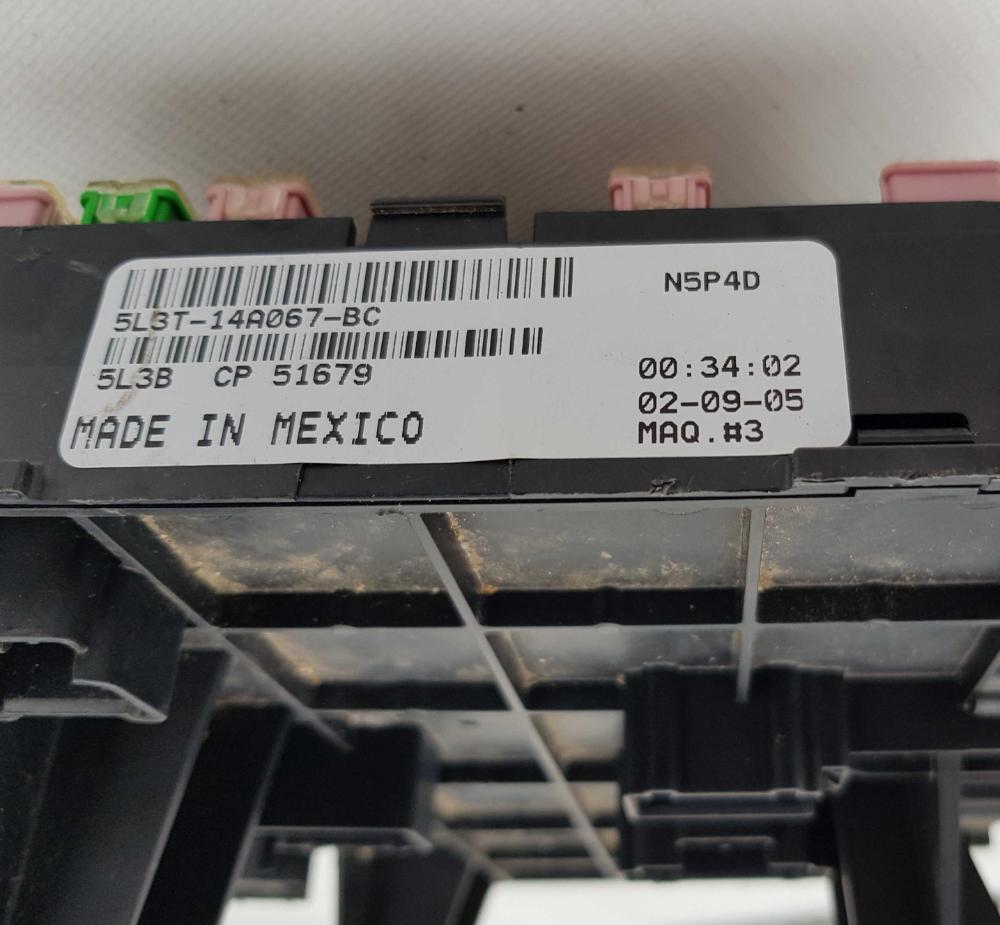 N5P4D
5L3T-14A067-BC
5L3B CP 51679
00:34:02
02-09-05
MADE IN MEXICO
MAQ.#3